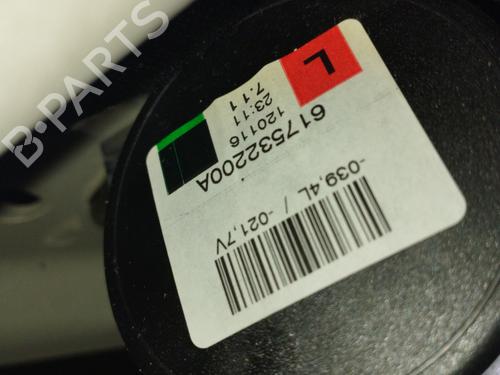 L
7.11
23:11
120116
617532200A
-039,4L / -021,7V
B-PARTS